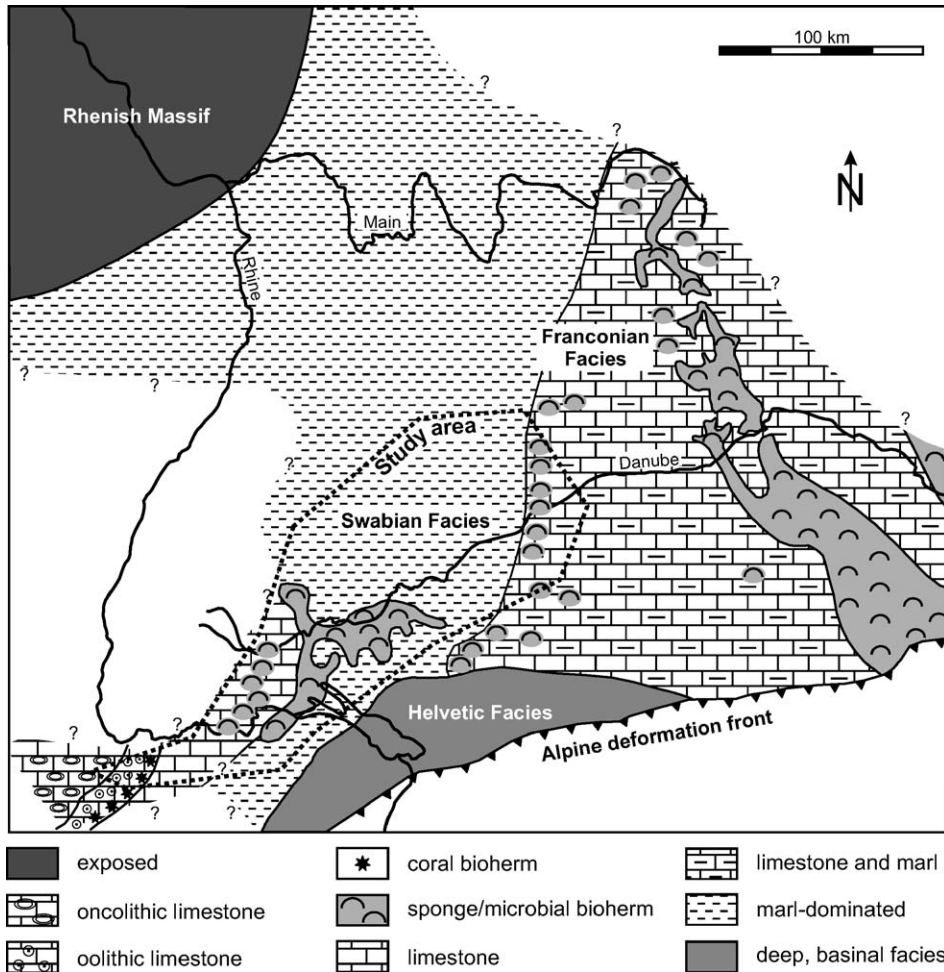 100 km
Rhenish Massif
?
?
N
Main
Rhine
?
Franconian
Facies
?
?
?
Study area
?
Danube
Swabian Facies
?
?
Helvetic Facies
Alpine deformation front
?
?
?
?
?
exposed
coral bioherm
limestone and marl
oncolithic limestone
sponge/microbial bioherm
marl-dominated
oolithic limestone
limestone
deep, basinal facies